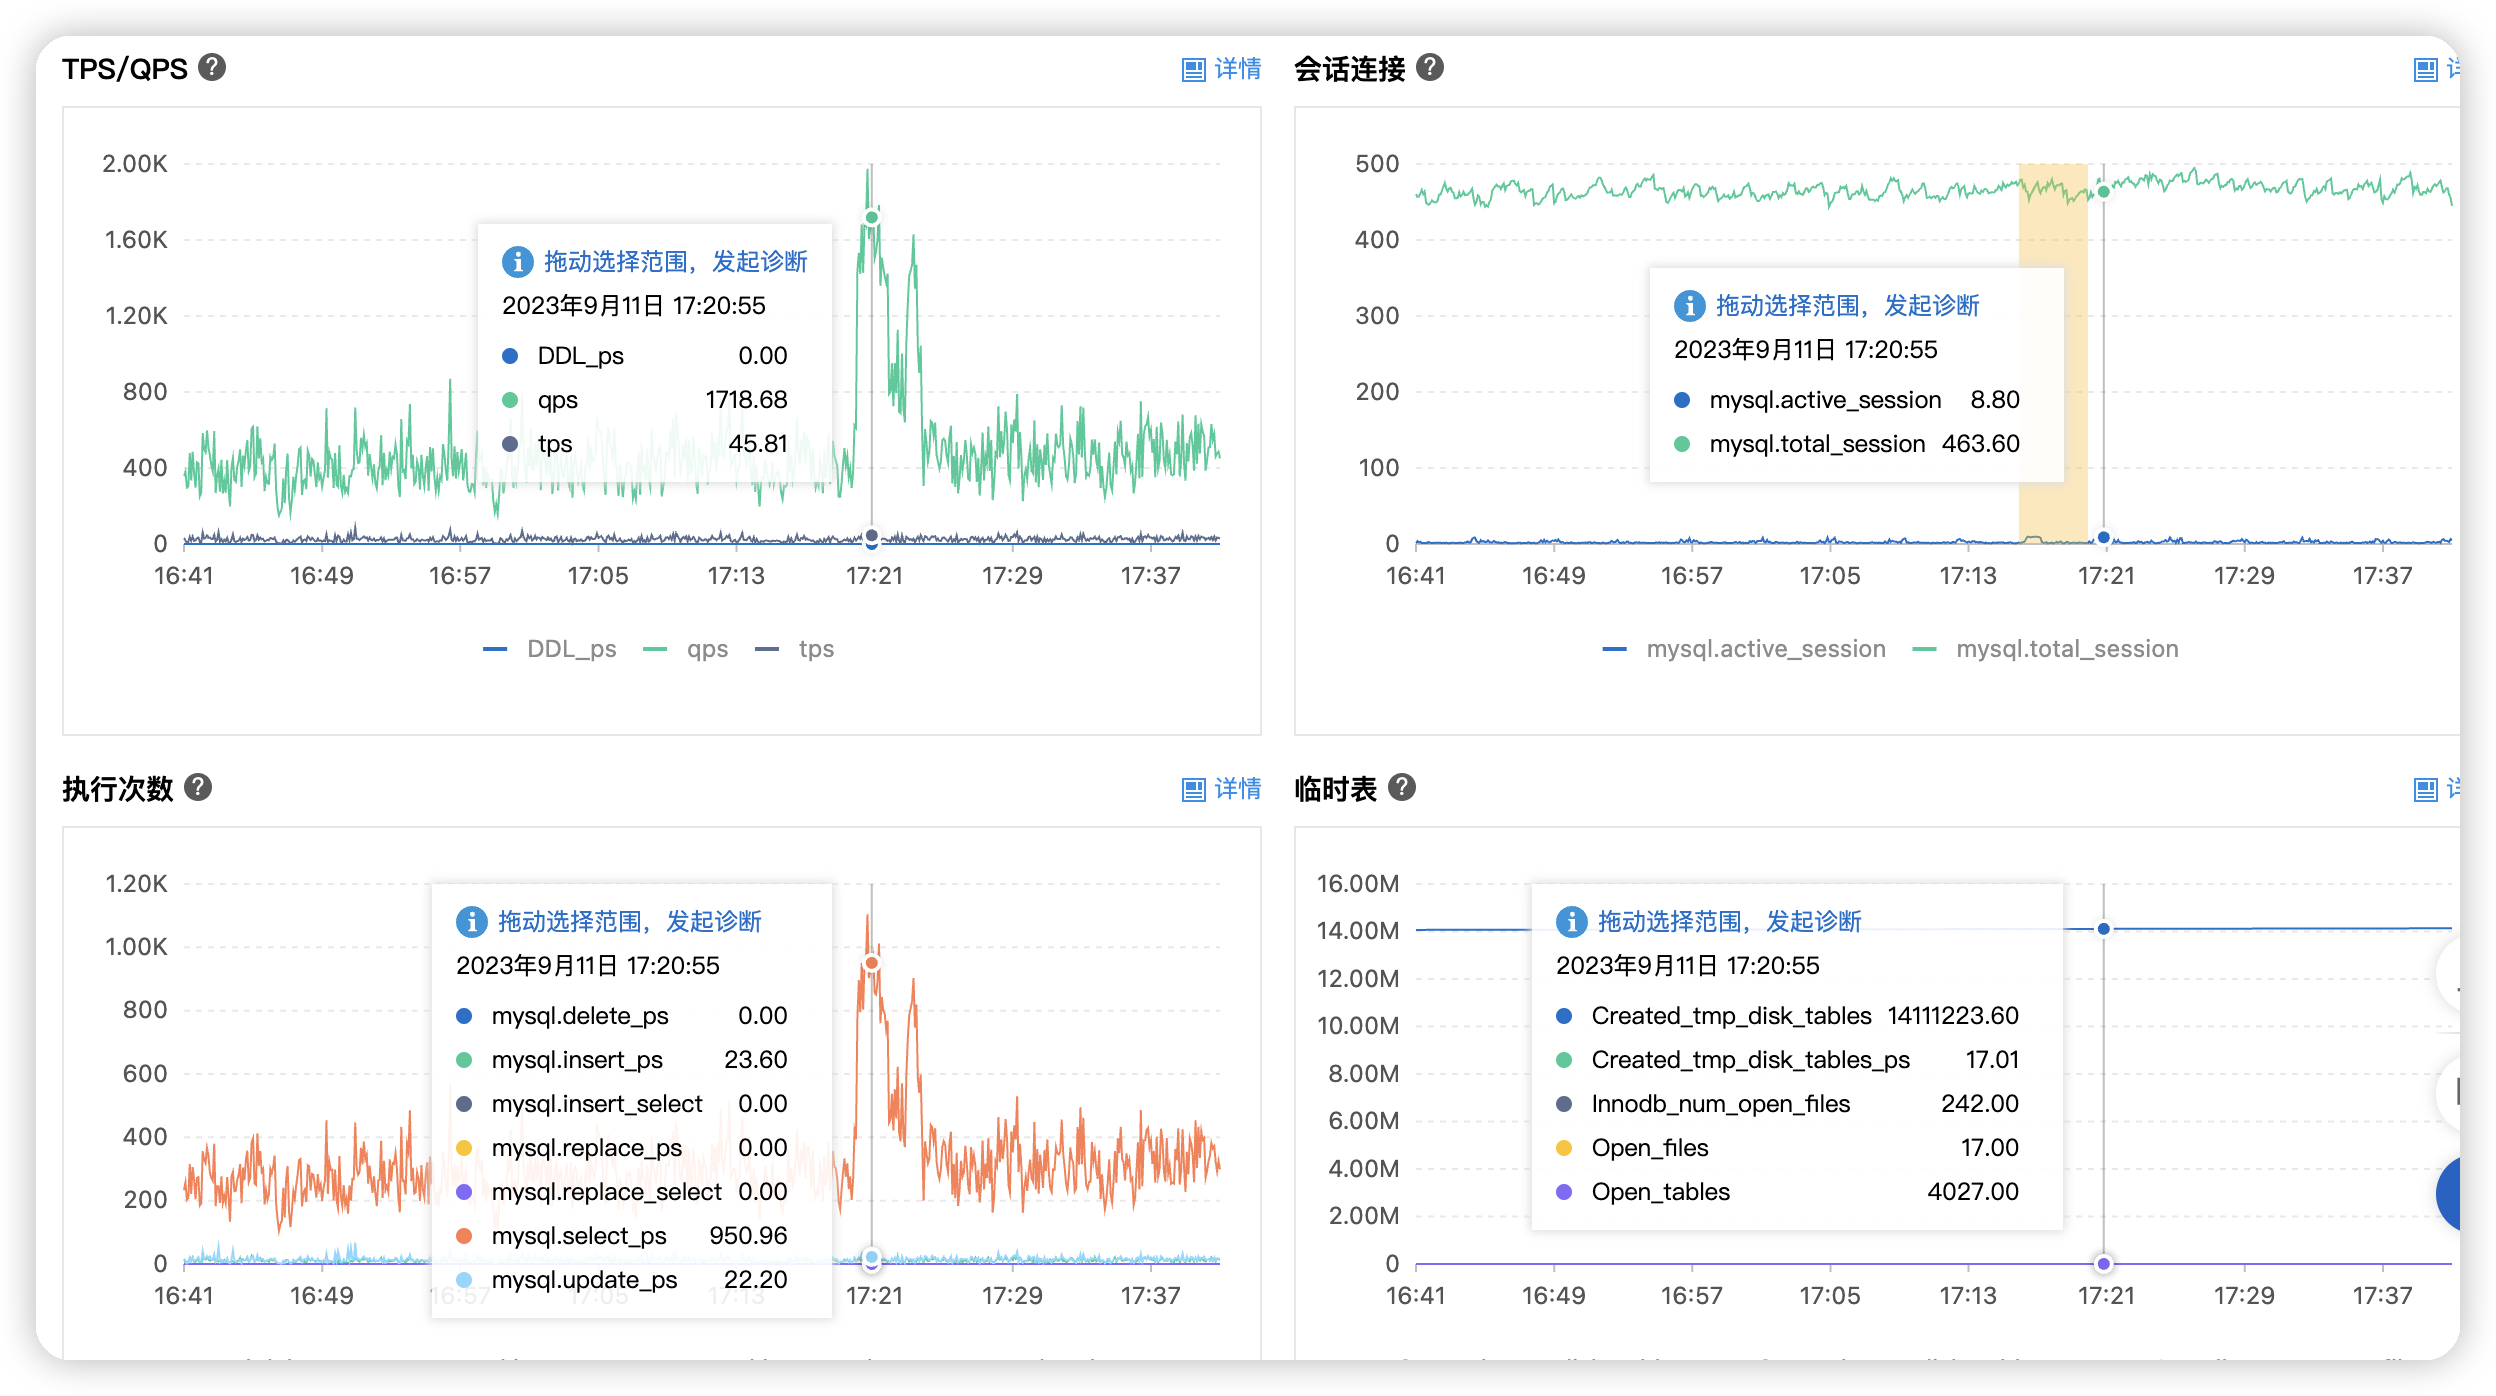 TPS/QPS
详情
2.00K
1.60K
1.20K
800
400
0
拖动选择范围，发起诊断
2023年9月11日 17:20:55
DDL_ps 0.00
qps 1718.68
tps 45.81
16:41 16:49 16:57 17:05 17:13 17:21 17:29 17:37
DDL_ps qps tps
会话连接
500
400
300
200
100
0
拖动选择范围，发起诊断
2023年9月11日 17:20:55
mysql.active_session 8.80
mysql.total_session 463.60
16:41 16:49 16:57 17:05 17:13 17:21 17:29 17:37
mysql.active_session mysql.total_session
执行次数
详情
1.20K
1.00K
800
600
400
200
0
拖动选择范围，发起诊断
2023年9月11日 17:20:55
mysql.delete_ps 0.00
mysql.insert_ps 23.60
mysql.insert_select 0.00
mysql.replace_ps 0.00
mysql.replace_select 0.00
mysql.select_ps 950.96
mysql.update_ps 22.20
16:41 16:49 16:57 17:05 17:13 17:21 17:29 17:37
临时表
16.00M
14.00M
12.00M
10.00M
8.00M
6.00M
4.00M
2.00M
0
拖动选择范围，发起诊断
2023年9月11日 17:20:55
Created_tmp_disk_tables 14111223.60
Created_tmp_disk_tables_ps 17.01
Innodb_num_open_files 242.00
Open_files 17.00
Open_tables 4027.00
16:41 16:49 16:57 17:05 17:13 17:21 17:29 17:37